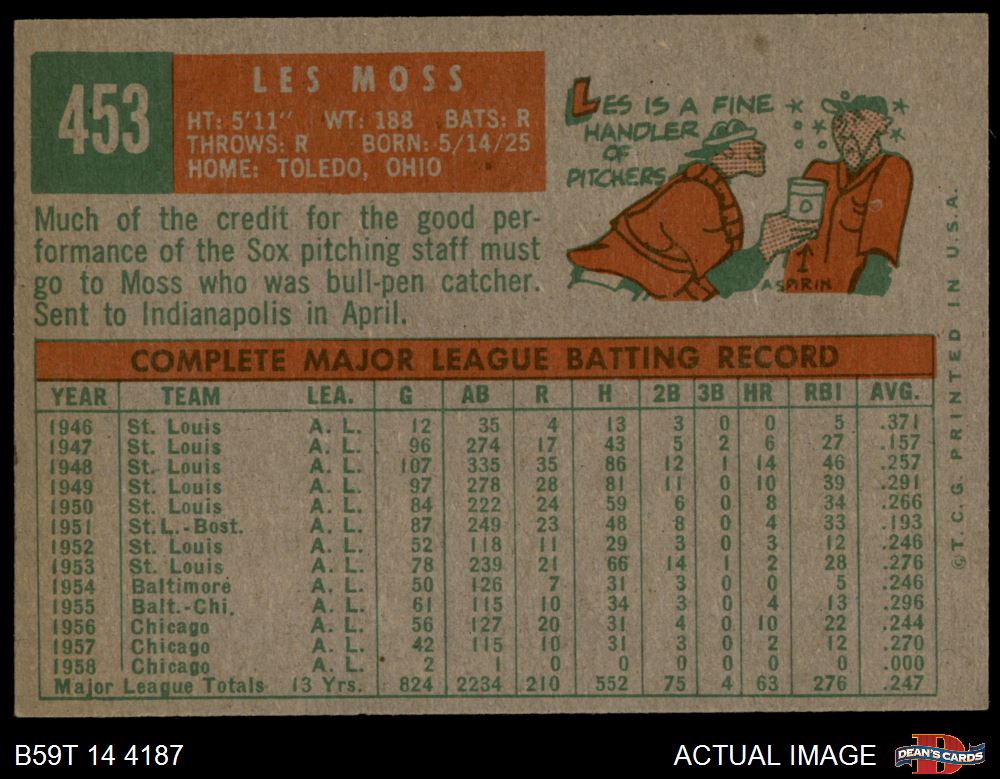 453
LES MOSS
HT: 5'11" WT: 188 BATS: R
THROWS: R BORN: 5/14/25
HOME: TOLEDO, OHIO
LES IS A FINE
HANDLER
OF
PITCHERS
ASPIRIN
Much of the credit for the good per-
formance of the Sox pitching staff must
go to Moss who was bull-pen catcher.
Sent to Indianapolis in April.
COMPLETE MAJOR LEAGUE BATTING RECORD
YEAR TEAM LEA. G AB R H 2B 3B HR RBI AVG.
1946 St. Louis A. L. 12 35 4 13 3 0 0 5 .371
1947 St. Louis A. L. 96 274 17 43 5 2 6 27 .157
1948 St. Louis A. L. 107 335 35 86 12 1 14 46 .257
1949 St. Louis A. L. 97 278 28 81 11 0 10 39 .291
1950 St. Louis A. L. 84 222 24 59 6 0 8 34 .266
1951 St.L.-Bost. A. L. 87 249 23 48 8 0 4 33 .193
1952 St. Louis A. L. 52 118 11 29 3 0 3 12 .246
1953 St. Louis A. L. 78 239 21 66 14 1 2 28 .276
1954 Baltimore A. L. 50 126 7 31 3 0 0 5 .246
1955 Balt.-Chi. A. L. 61 115 10 34 3 0 4 13 .296
1956 Chicago A. L. 56 127 20 31 4 0 10 22 .244
1957 Chicago A. L. 42 115 10 31 3 0 2 12 .270
1958 Chicago A. L. 2 1 0 0 0 0 0 0 .000
Major League Totals 13 Yrs. 824 2234 210 552 75 4 63 276 .247
©T. C. G. PRINTED IN U.S.A.
B59T 14 4187
ACTUAL IMAGE
D
DEAN'S CARDS